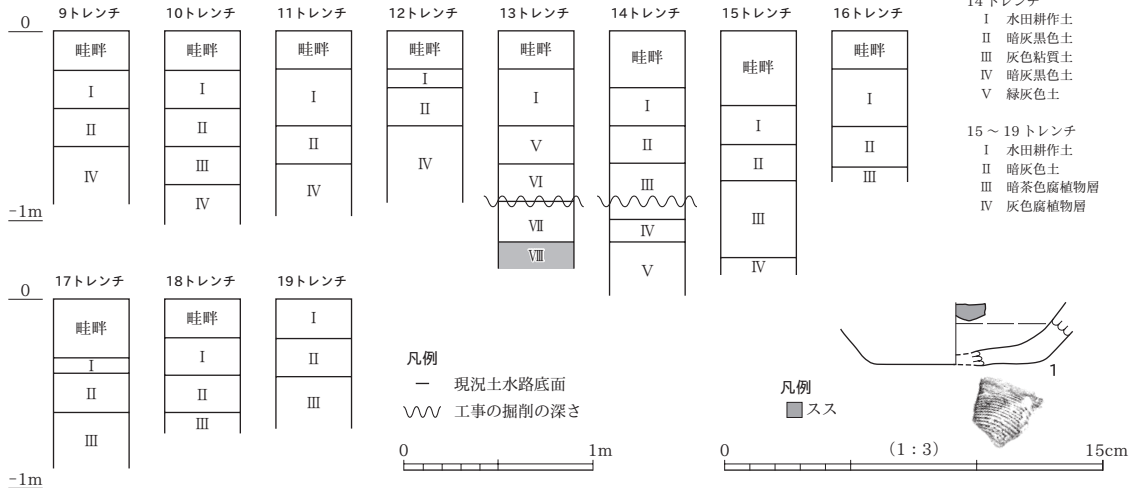 9トレンチ 10トレンチ 11トレンチ 12トレンチ 13トレンチ 14トレンチ 15トレンチ 16トレンチ
0
畦畔 Ⅰ Ⅱ Ⅳ
畦畔 Ⅰ Ⅱ Ⅲ Ⅳ
畦畔 Ⅰ Ⅱ Ⅳ
畦畔 Ⅰ Ⅱ Ⅳ
畦畔 Ⅰ Ⅴ Ⅵ Ⅶ Ⅷ
畦畔 Ⅰ Ⅱ Ⅲ Ⅳ Ⅴ
畦畔 Ⅰ Ⅱ Ⅲ Ⅳ
畦畔 Ⅰ Ⅱ Ⅲ
-1m
14トレンチ
Ⅰ 水田耕作土
Ⅱ 暗灰黒色土
Ⅲ 灰色粘質土
Ⅳ 暗灰黒色土
Ⅴ 緑灰色土
15～19トレンチ
Ⅰ 水田耕作土
Ⅱ 暗灰色土
Ⅲ 暗茶色腐植物層
Ⅳ 灰色腐植物層
17トレンチ 18トレンチ 19トレンチ
0
畦畔 Ⅰ Ⅱ Ⅲ
畦畔 Ⅰ Ⅱ Ⅲ
Ⅰ Ⅱ Ⅲ
-1m
凡例
現況土水路底面
工事の掘削の深さ
0 1m
1
凡例
スス
0 (1：3) 15cm